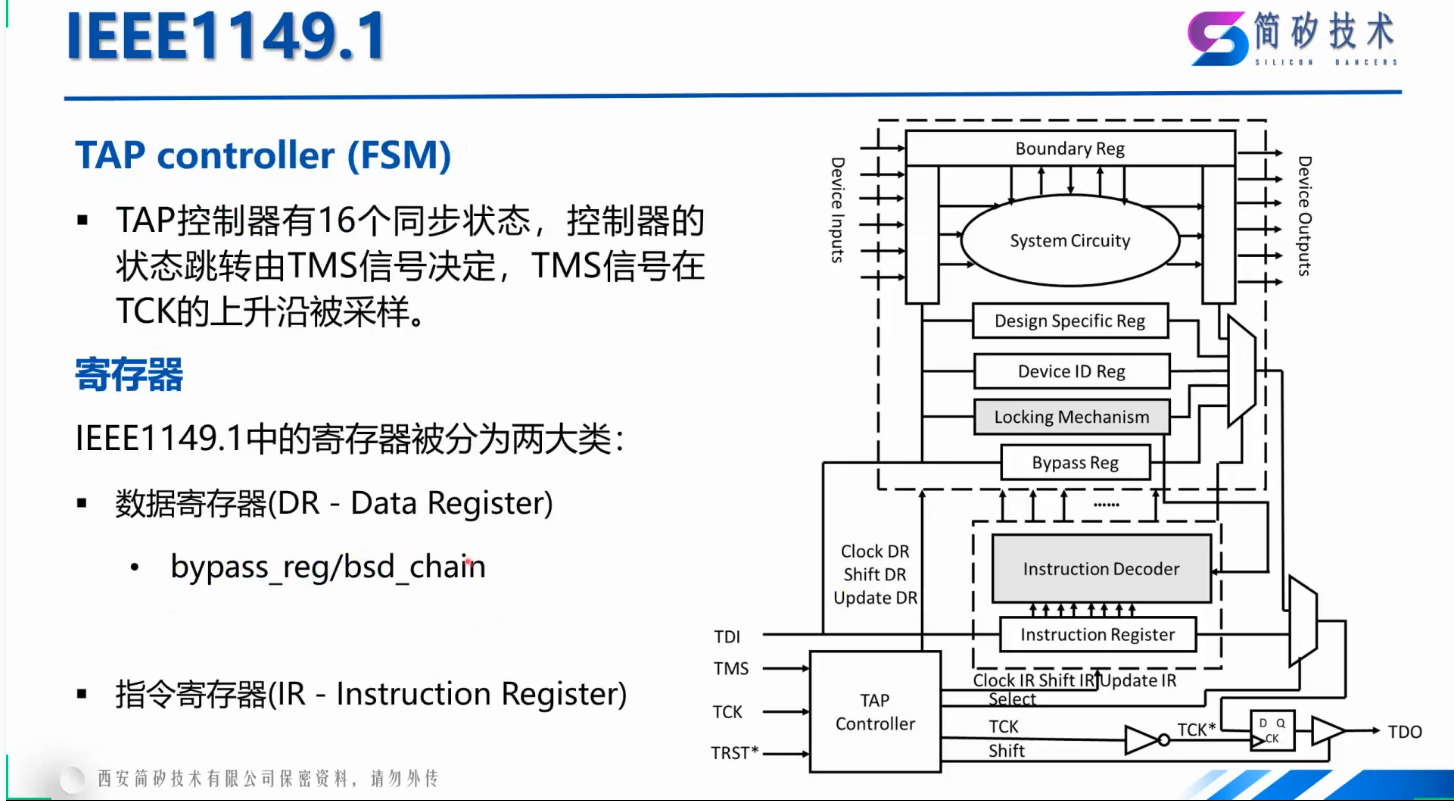 IEEE1149.1
简矽技术
SILICON DANCERS
TAP controller (FSM)
▪ TAP控制器有16个同步状态，控制器的
状态跳转由TMS信号决定，TMS信号在
TCK的上升沿被采样。
寄存器
IEEE1149.1中的寄存器被分为两大类：
▪ 数据寄存器(DR - Data Register)
• bypass_reg/bsd_chain
▪ 指令寄存器(IR - Instruction Register)
Boundary Reg
Device Inputs
Device Outputs
System Circuity
Design Specific Reg
Device ID Reg
Locking Mechanism
Bypass Reg
......
Clock DR
Shift DR
Update DR
Instruction Decoder
Instruction Register
TDI
TMS
TCK
TRST*
TAP
Controller
Clock IR Shift IR Update IR
Select
TCK
Shift
TCK*
D Q
CK
TDO
西安简矽技术有限公司保密资料，请勿外传